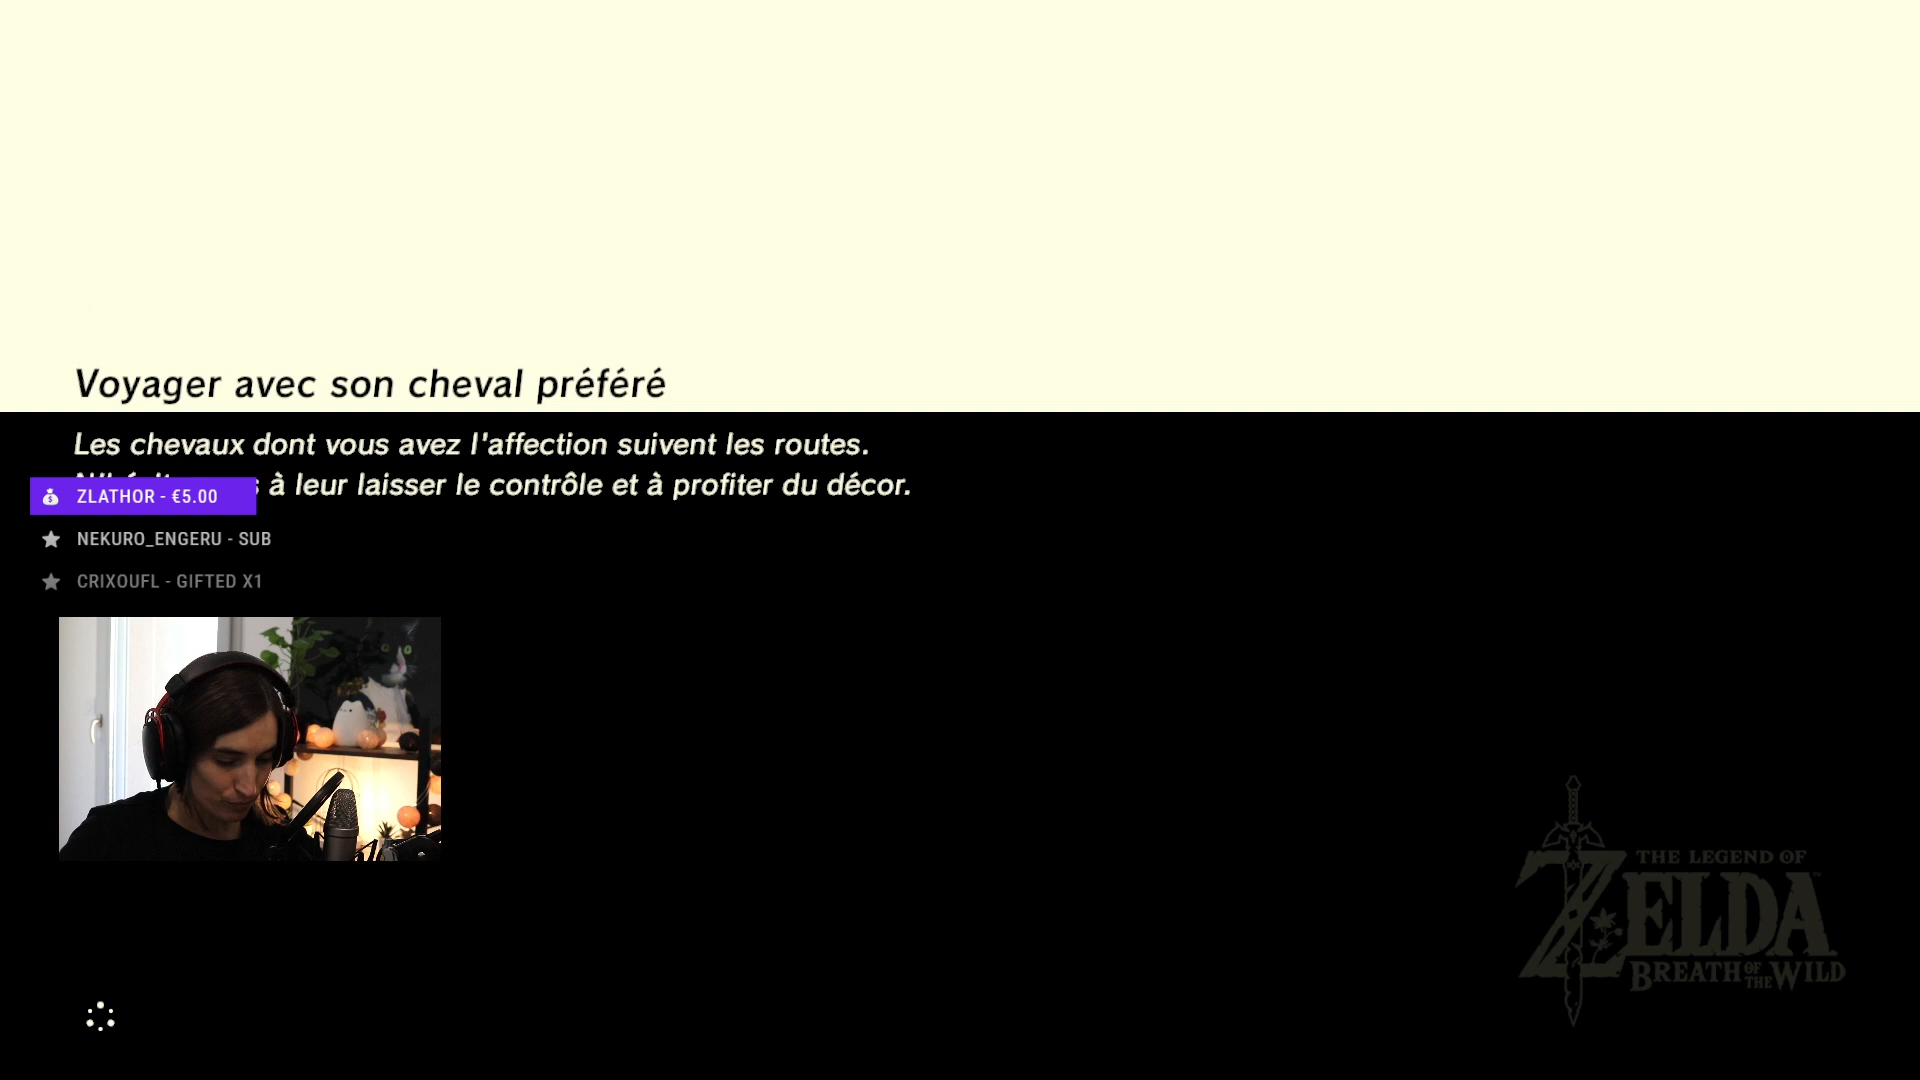 Voyager avec son cheval préféré
Les chevaux dont vous avez l'affection suivent les routes.
à leur laisser le contrôle et à profiter du décor.
ZLATHOR - €5.00
NEKURO_ENGERU - SUB
CRIXOUFL - GIFTED X1
THE LEGEND OF
ZELDA
BREATH OF THE WILD